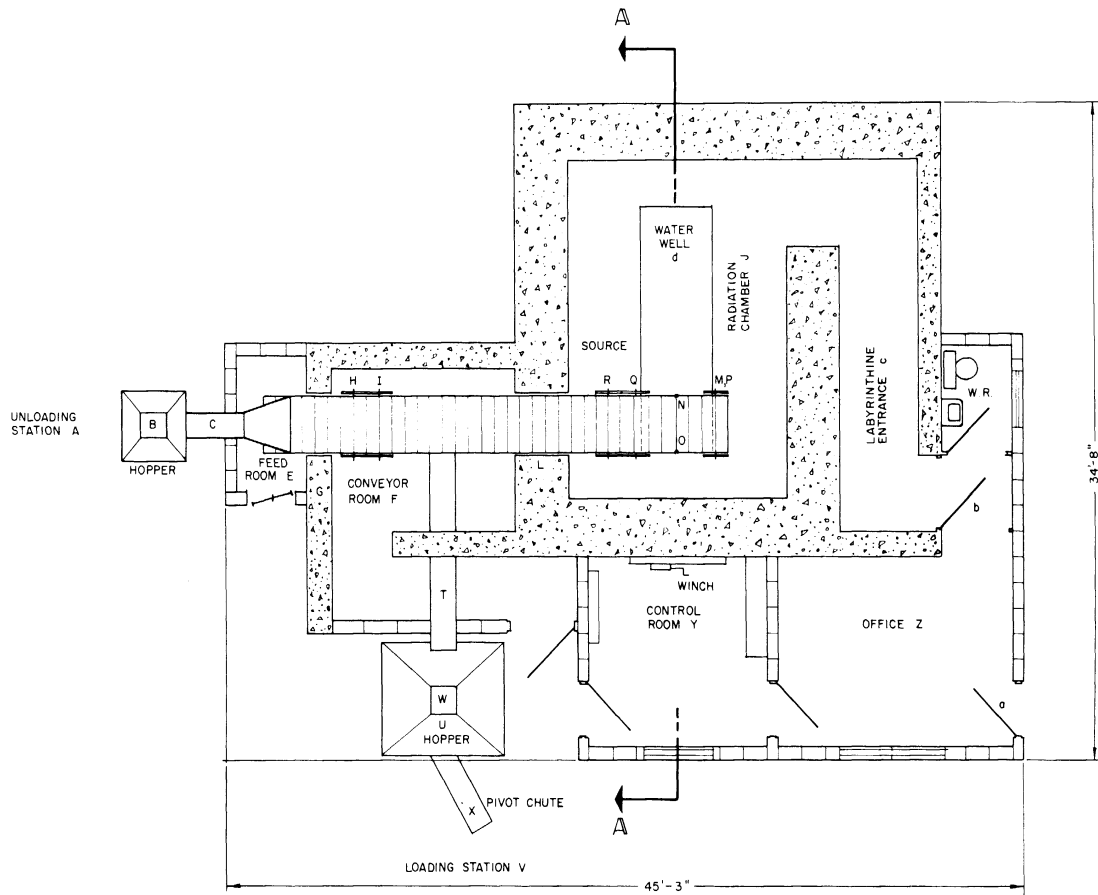 A
WATER
WELL
d
RADIATION
CHAMBER J
SOURCE
LABYRINTHINE
ENTRANCE c
W R.
34'-8"
H I
R Q M,P
UNLOADING
STATION A
B
C
N
O
HOPPER
FEED
ROOM E
G
CONVEYOR
ROOM F
L
b
T
WINCH
CONTROL
ROOM Y
OFFICE Z
W
U
HOPPER
a
X
PIVOT CHUTE
A
LOADING STATION V
45'-3"